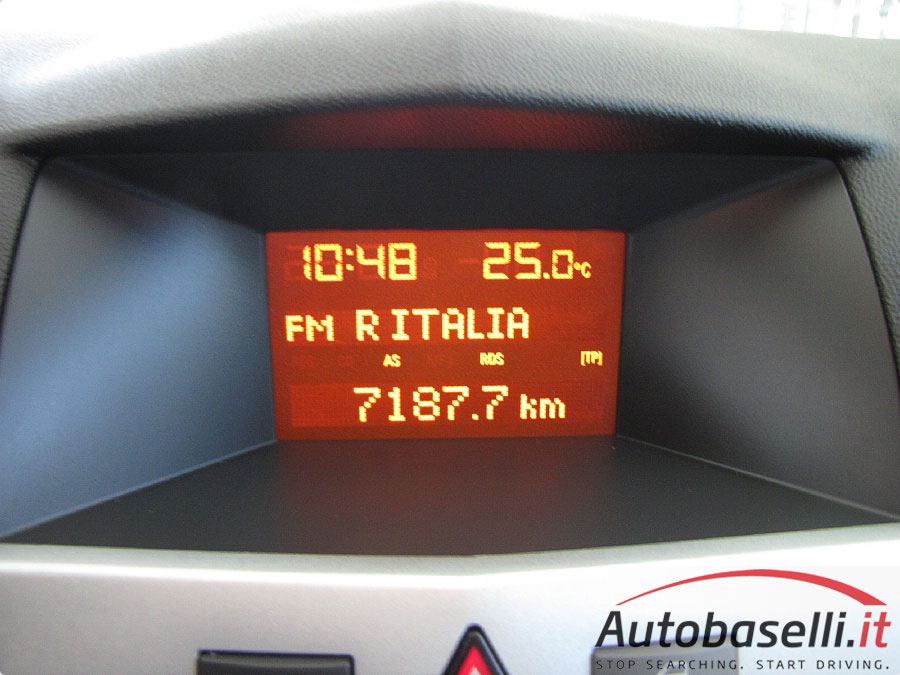 10:48 25.0°C
FM R ITALIA
AS RDS [TP]
7187.7 km
Autobaselli.it
STOP SEARCHING. START DRIVING.